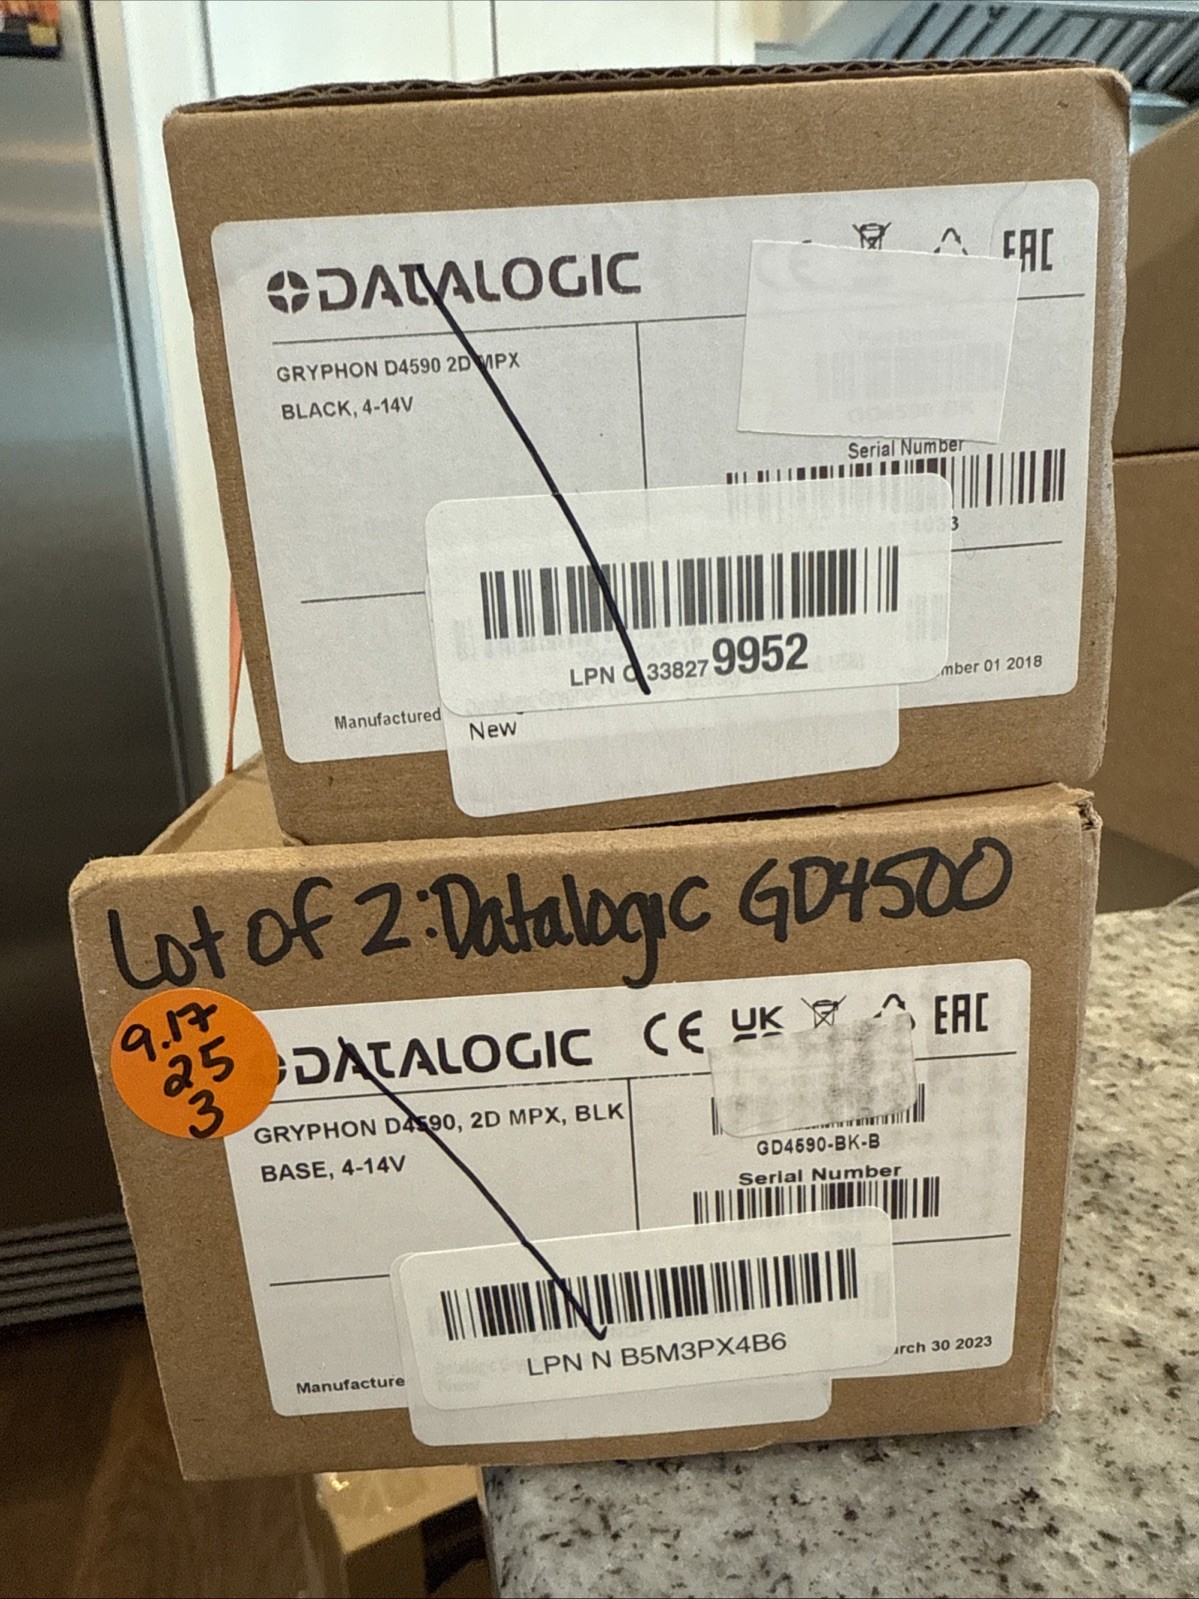 DATALOGIC
EAC
GRYPHON D4590 2D MPX
BLACK, 4-14V
Serial Number
3
LPN 33827 9952
mber 01 2018
Manufactured
New
Lot of 2: Datalogic GD4500
9.17
25
3
DATALOGIC
CE UK EAC
GRYPHON D4590, 2D MPX, BLK
BASE, 4-14V
GD4590-BK-B
Serial Number
LPN N B5M3PX4B6
Manufacture
arch 30 2023